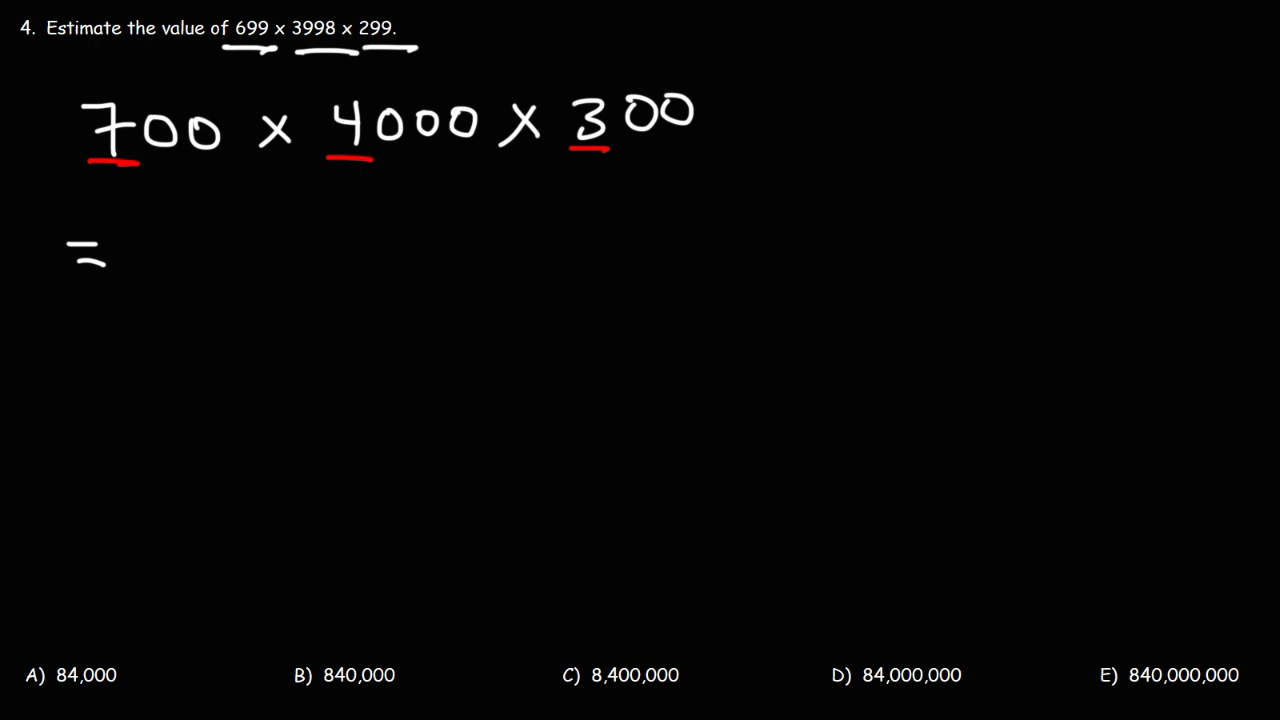 4. Estimate the value of 699 x 3998 x 299.
700 x 4000 x 300
=
A) 84,000 B) 840,000 C) 8,400,000 D) 84,000,000 E) 840,000,000